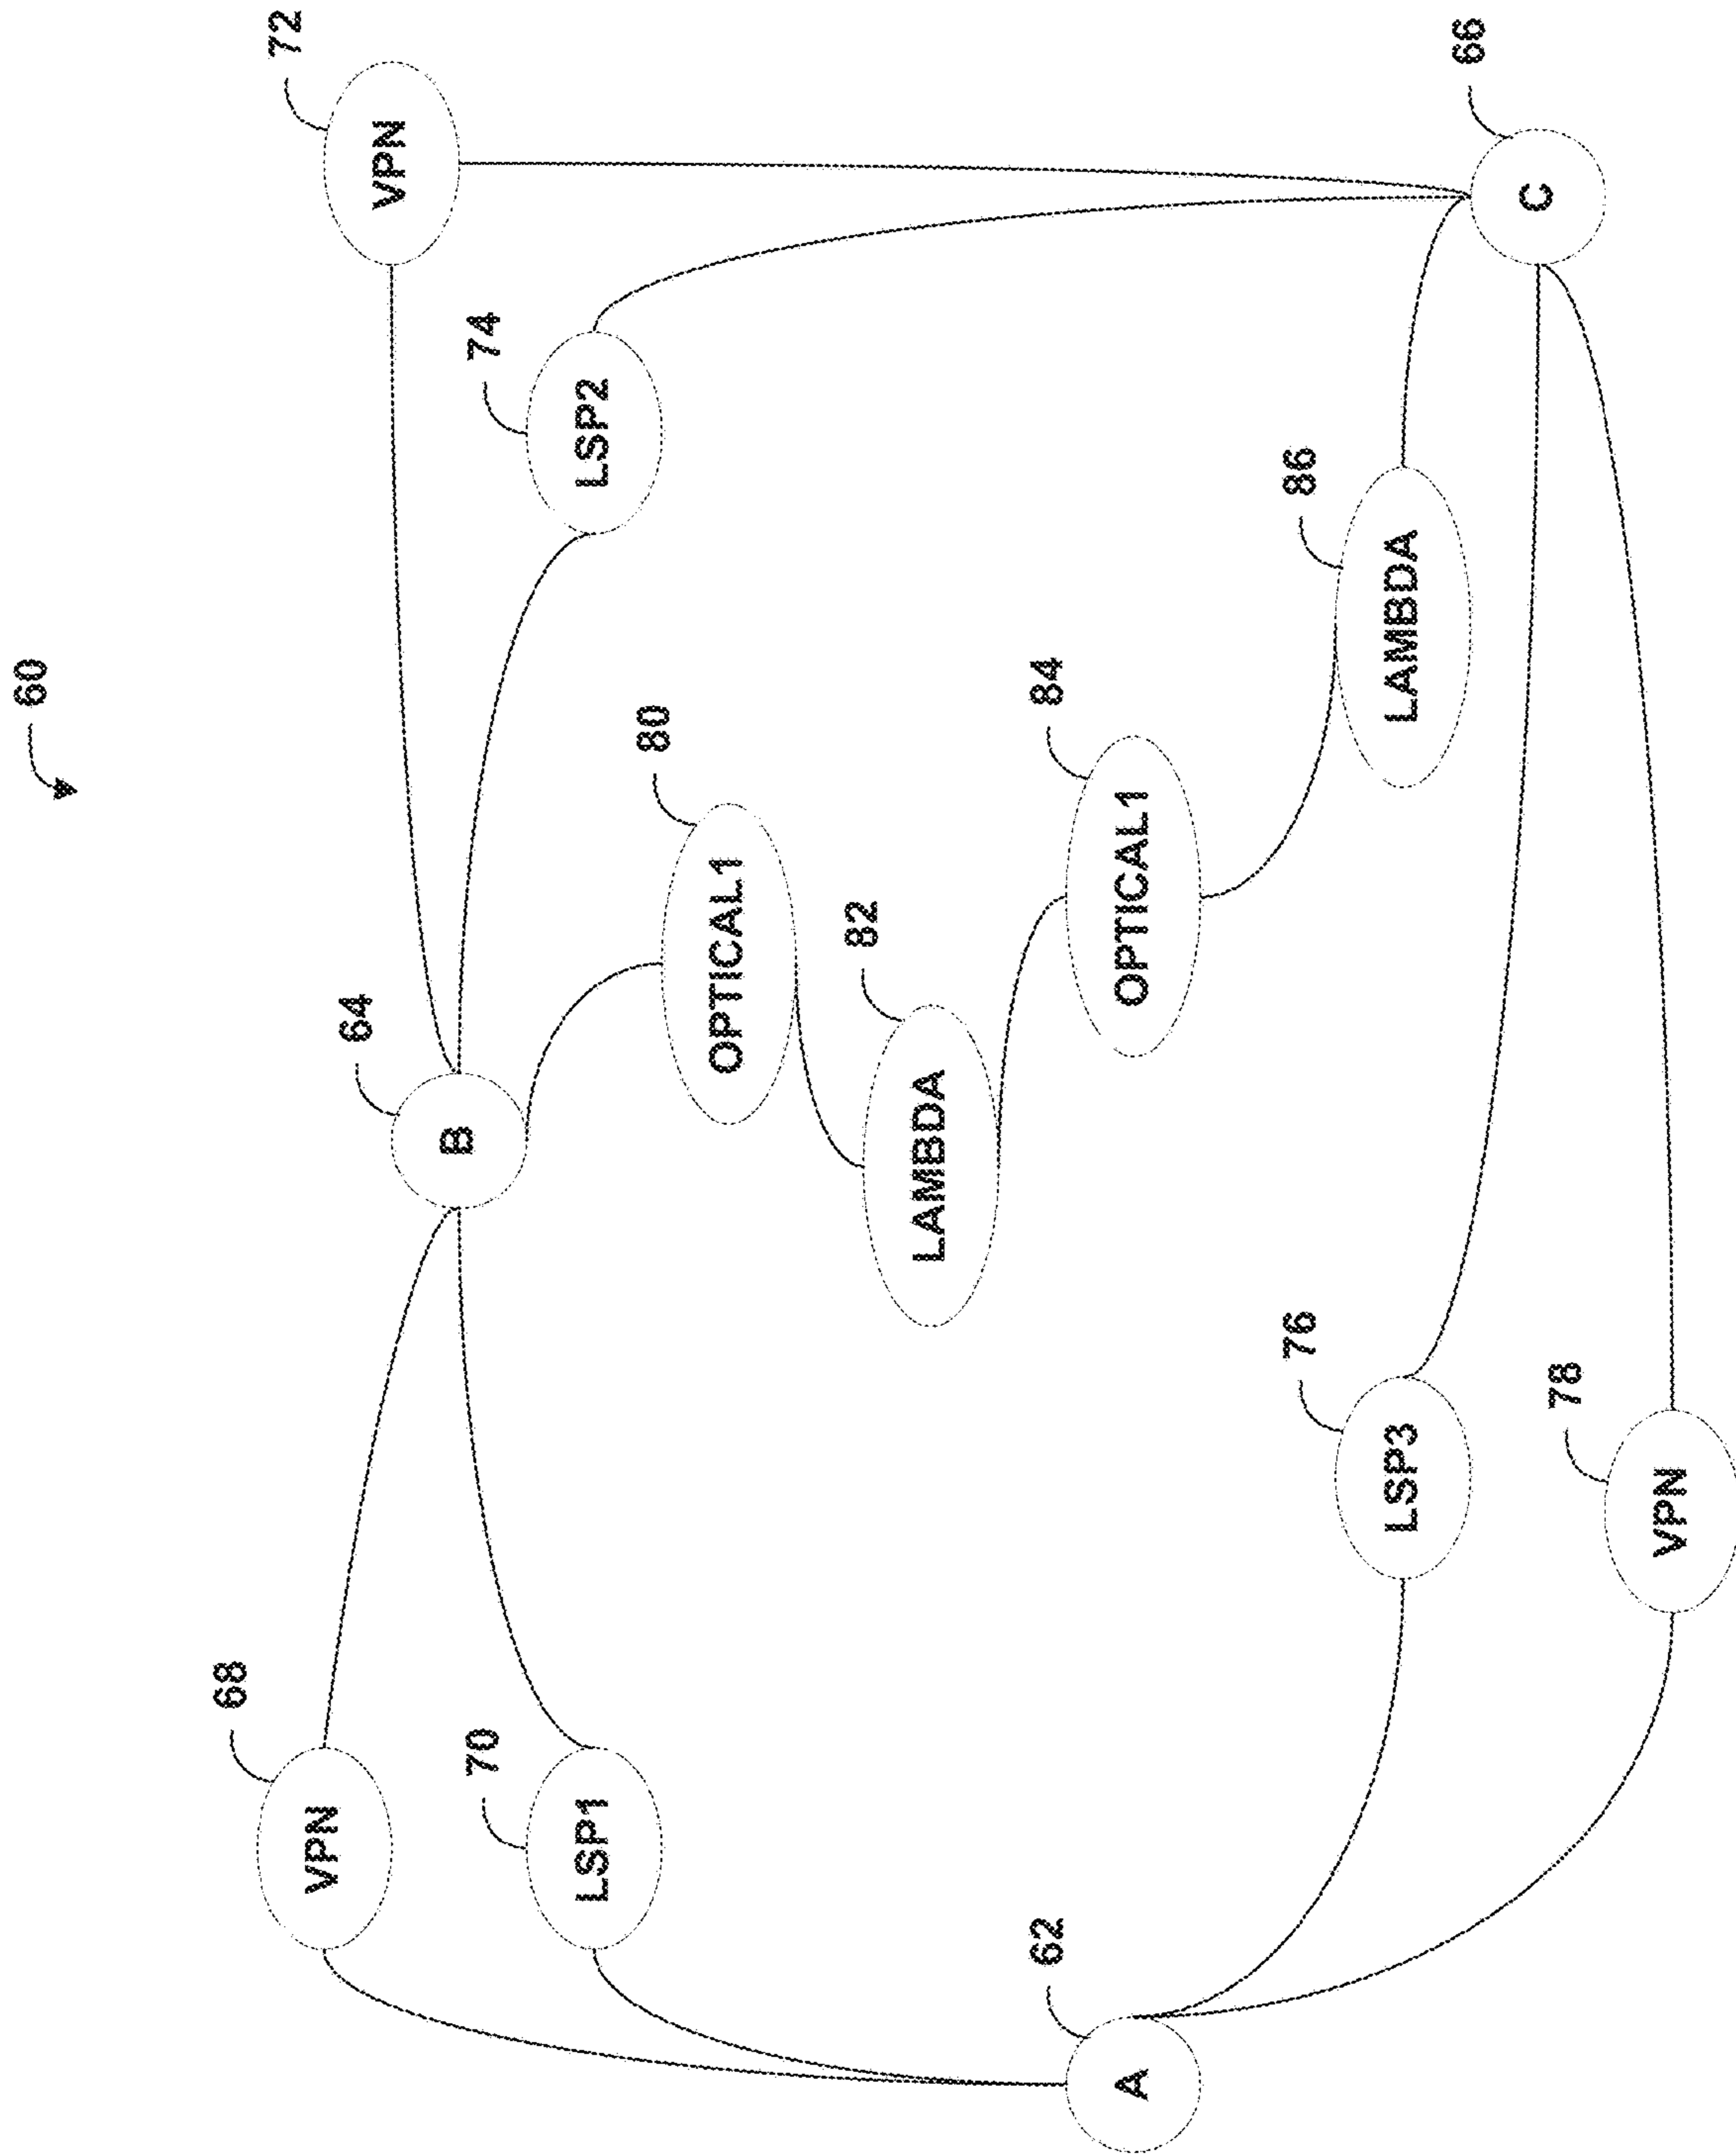 60
72
VPN
68
VPN
64
B
74
LSP2
70
LSP1
80
OPTICAL1
82
LAMBDA
84
OPTICAL1
62
A
86
LAMBDA
76
LSP3
66
C
78
VPN